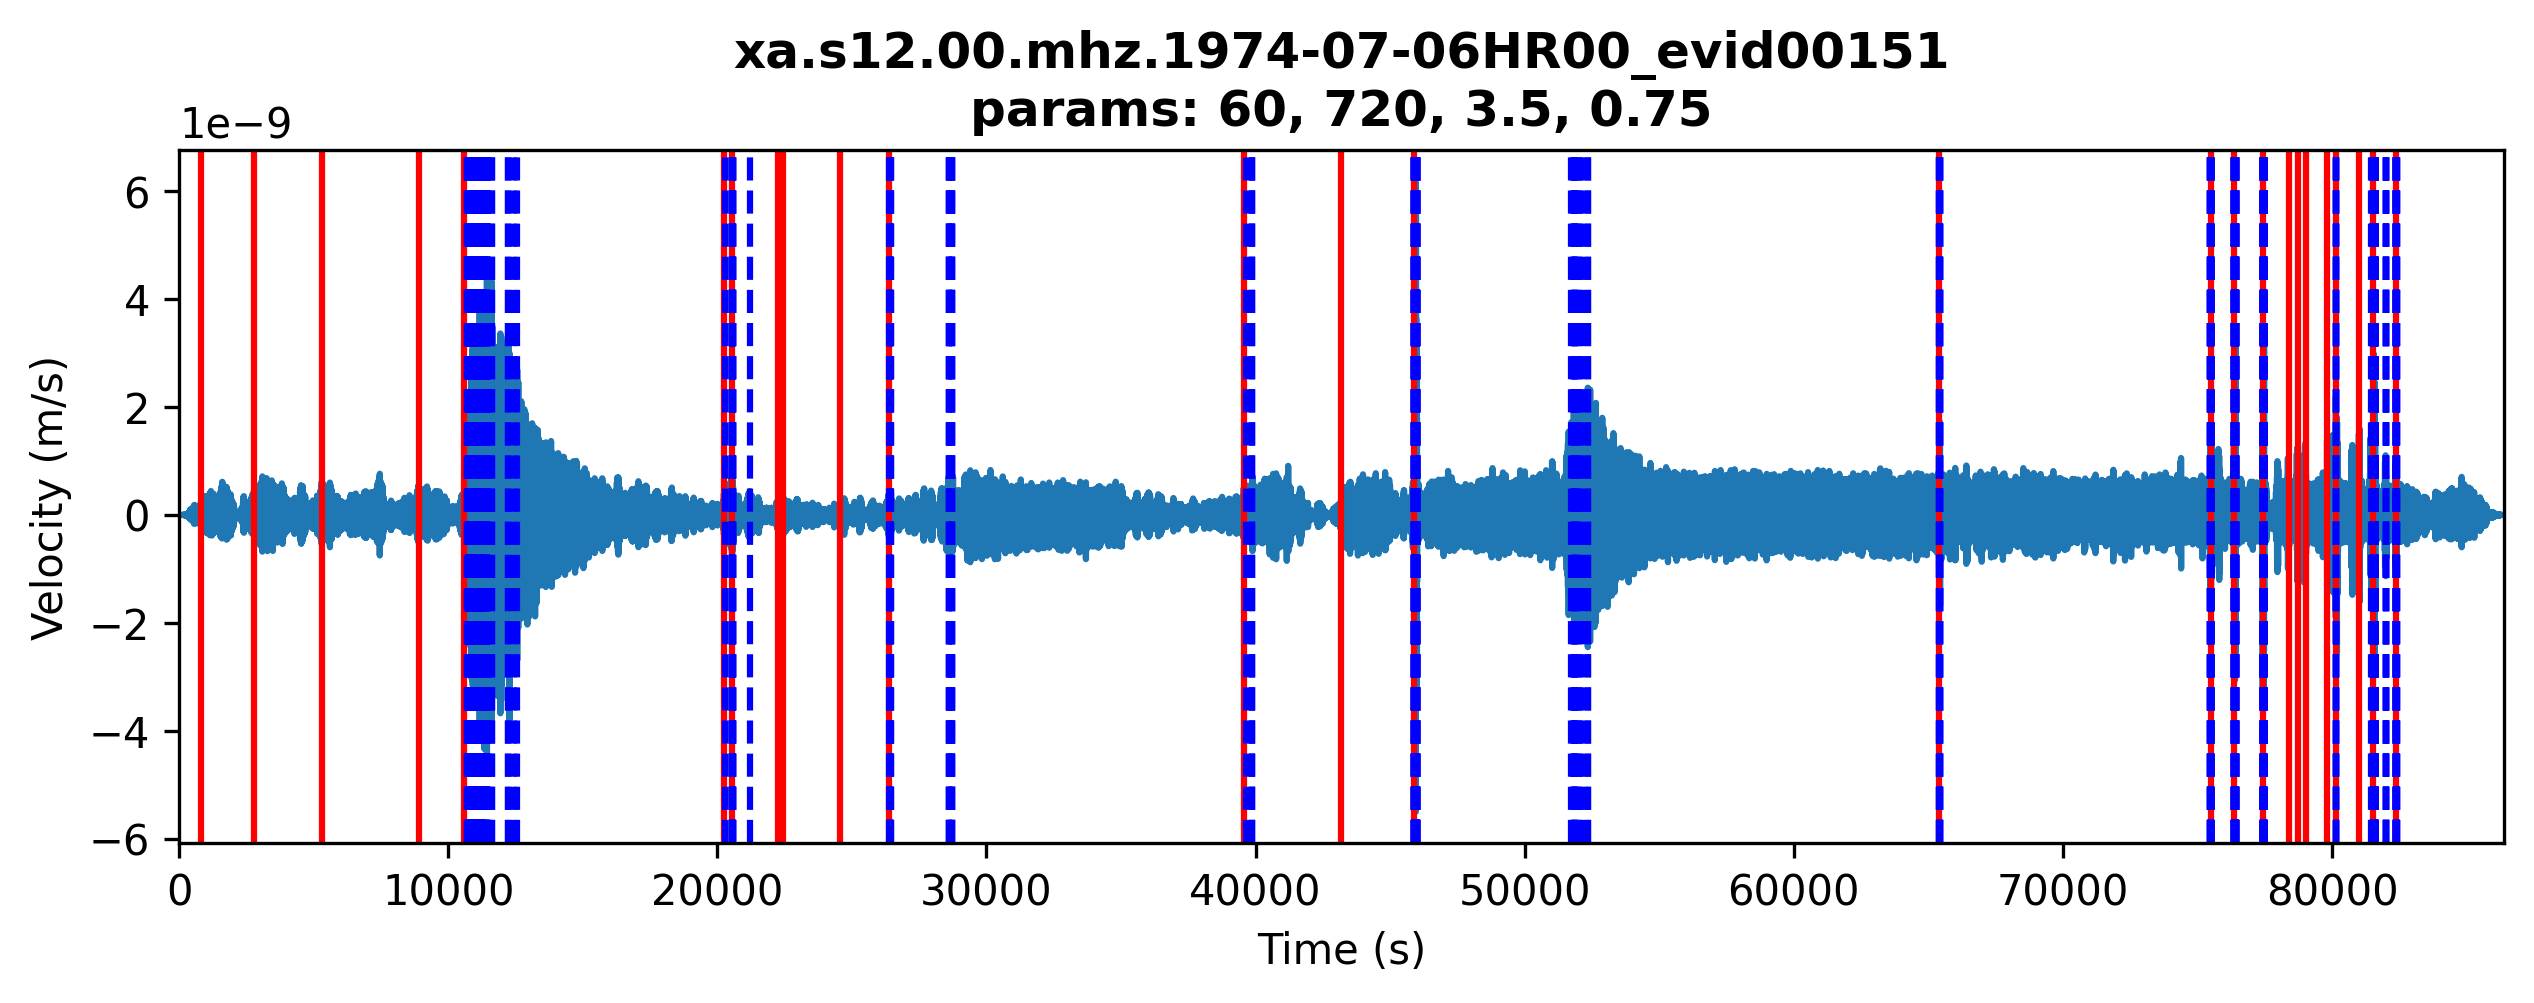 xa.s12.00.mhz.1974-07-06HR00_evid00151
params: 60, 720, 3.5, 0.75
1e−9
6
4
2
0
−2
−4
−6
Velocity (m/s)
0 10000 20000 30000 40000 50000 60000 70000 80000
Time (s)